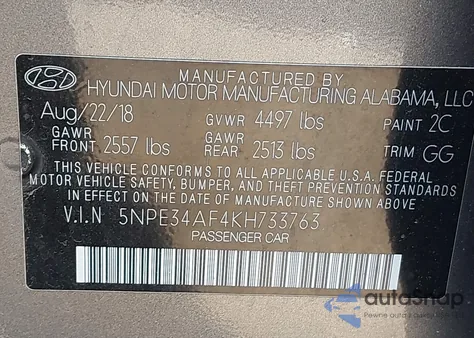 MANUFACTURED BY
HYUNDAI MOTOR MANUFACTURING ALABAMA, LLC
Aug/22/18 GVWR 4497 lbs PAINT 2C
GAWR FRONT 2557 lbs GAWR REAR 2513 lbs TRIM GG
THIS VEHICLE CONFORMS TO ALL APPLICABLE U.S.A. FEDERAL
MOTOR VEHICLE SAFETY, BUMPER, AND THEFT PREVENTION
STANDARDS IN EFFECT ON THE DATE OF MANUFACTURE SHOWN ABOVE.
V.I.N 5NPE34AF4KH733763
PASSENGER CAR
autoSnap